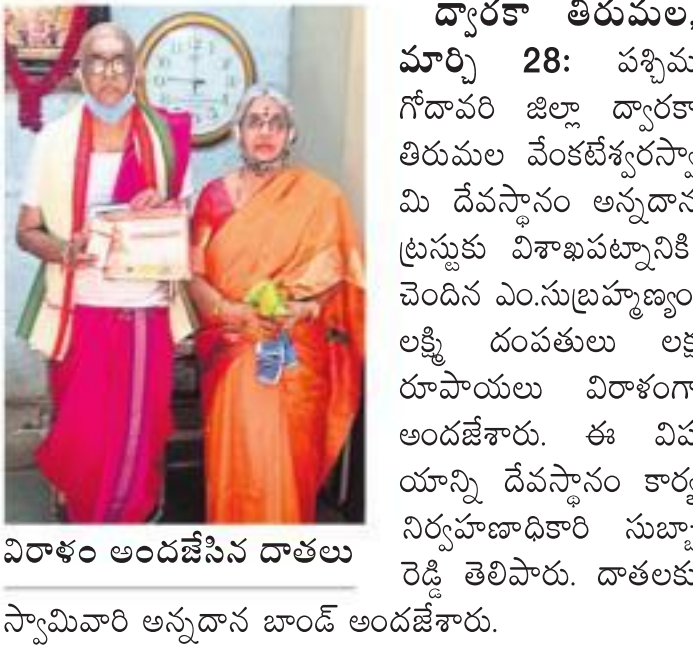 ద్వారకా తిరుమల,
మార్చి 28: పశ్చిమ
గోదావరి జిల్లా ద్వారకా
తిరుమల వేంకటేశ్వరస్వా
మి దేవస్థానం అన్నదాన
ట్రస్టుకు విశాఖపట్నానికి
చెందిన ఎం.సుబ్రహ్మణ్యం
లక్ష్మి దంపతులు లక్ష
రూపాయలు విరాళంగా
అందజేశారు. ఈ విష
యాన్ని దేవస్థానం కార్య
నిర్వహణాధికారి సుబ్బా
రెడ్డి తెలిపారు. దాతలకు
స్వామివారి అన్నదాన బాండ్ అందజేశారు.
విరాళం అందజేసిన దాతలు